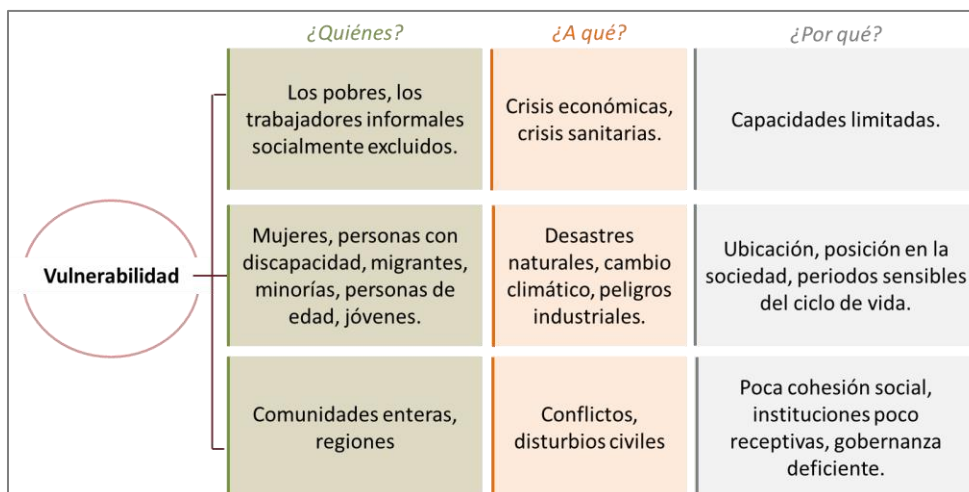 ¿Quiénes?
¿A qué?
¿Por qué?
Los pobres, los
trabajadores informales
socialmente excluidos.
Crisis económicas,
crisis sanitarias.
Capacidades limitadas.
Vulnerabilidad
Mujeres, personas con
discapacidad, migrantes,
minorías, personas de
edad, jóvenes.
Desastres
naturales, cambio
climático, peligros
industriales.
Ubicación, posición en la
sociedad, periodos sensibles
del ciclo de vida.
Comunidades enteras,
regiones
Conflictos,
disturbios civiles
Poca cohesión social,
instituciones poco
receptivas, gobernanza
deficiente.